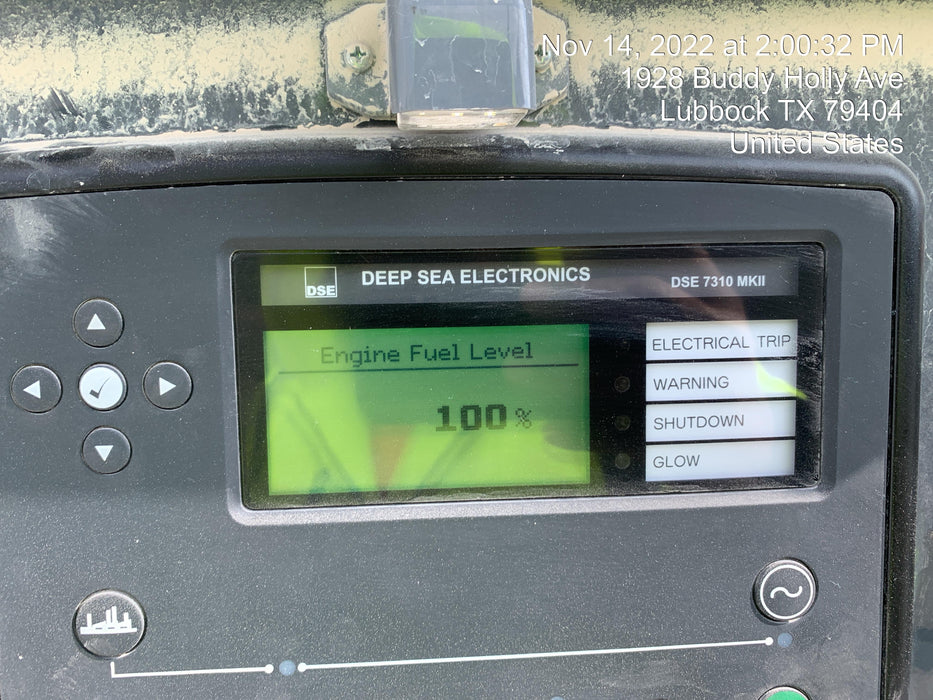 Nov 14, 2022 at 2:00:32 PM
1928 Buddy Holly Ave
Lubbock TX 79404
United States
DSE
DEEP SEA ELECTRONICS
DSE 7310 MKII
Engine Fuel Level
100 %
ELECTRICAL TRIP
WARNING
SHUTDOWN
GLOW